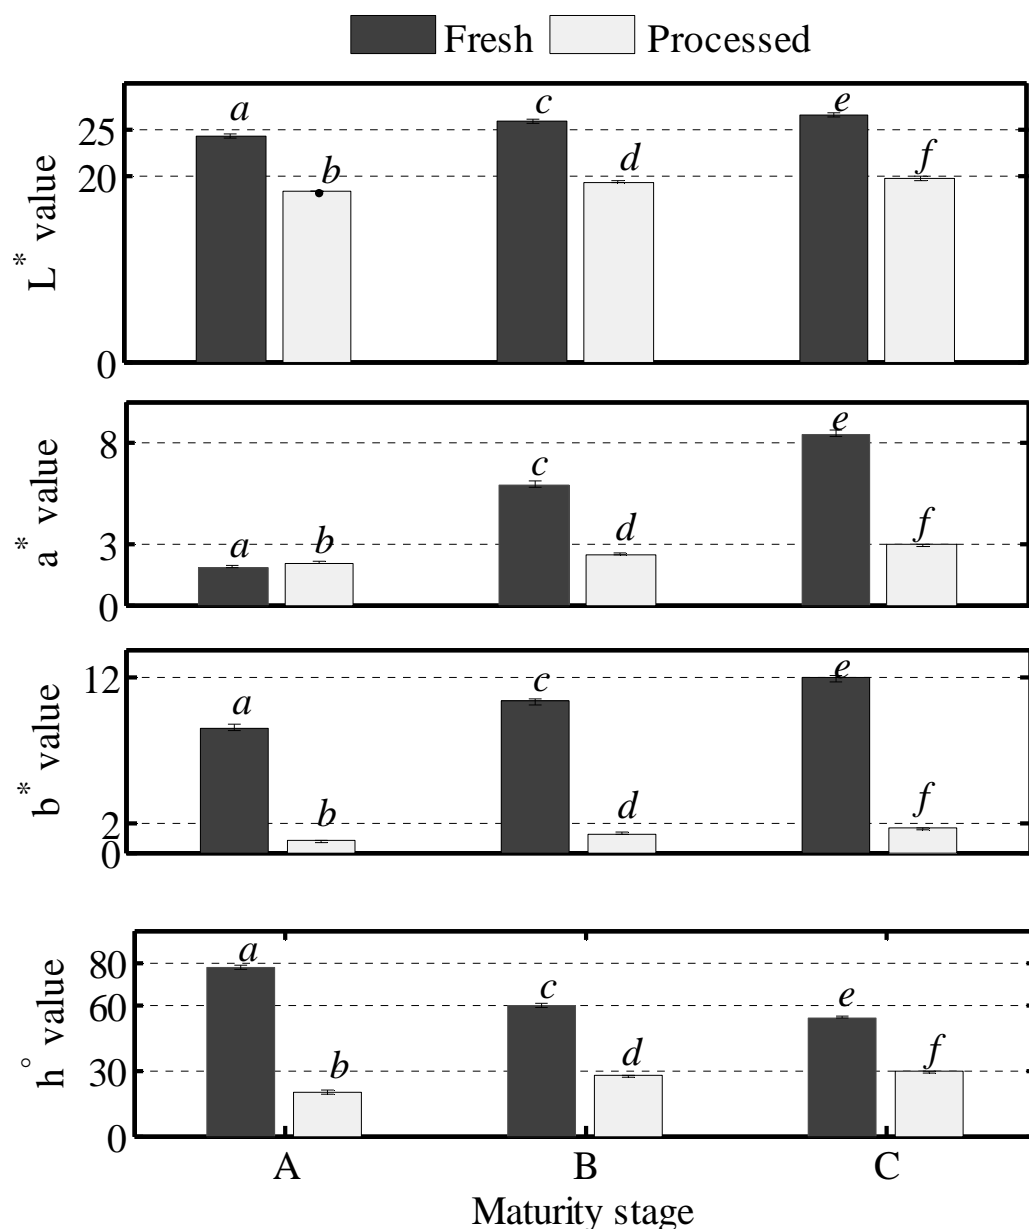 Fresh Processed
a c e
25
b d f
20
L* value
0
e
8
c
d f
3
a b
a* value
0
12
a c e
b* value
b d f
2
0
80
a c e
60
h° value
b d f
30
0
A B C
Maturity stage